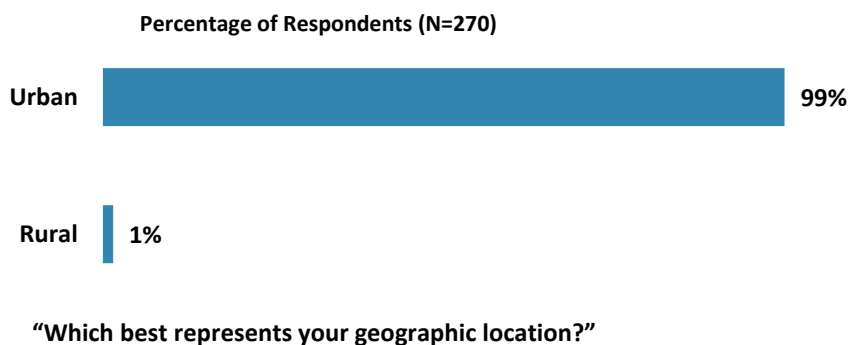 Percentage of Respondents (N=270)
Urban 99%
Rural 1%
“Which best represents your geographic location?”